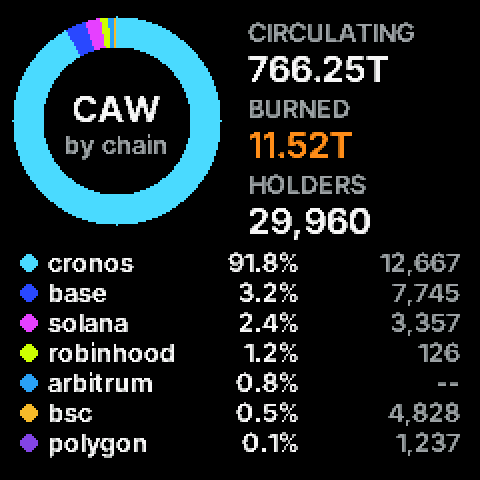 CAW
by chain
CIRCULATING
766.25T
BURNED
11.52T
HOLDERS
29,960
cronos 91.8% 12,667
base 3.2% 7,745
solana 2.4% 3,357
robinhood 1.2% 126
arbitrum 0.8% --
bsc 0.5% 4,828
polygon 0.1% 1,237